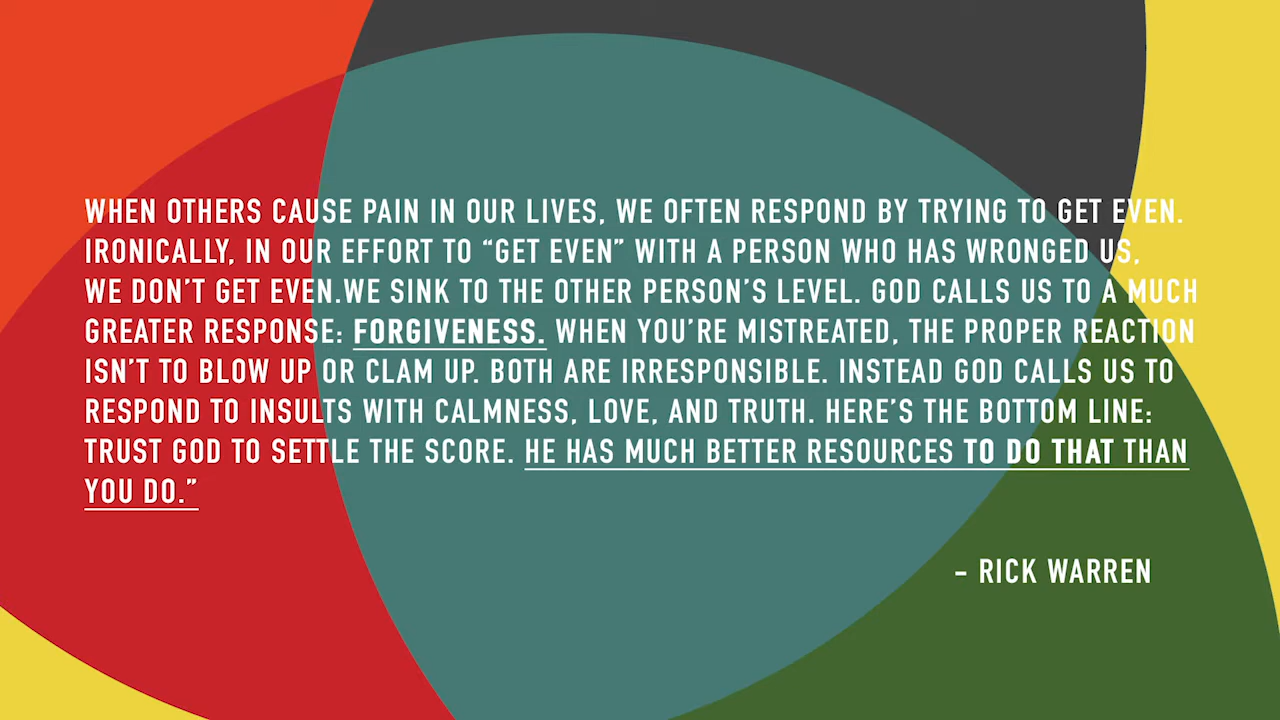 WHEN OTHERS CAUSE PAIN IN OUR LIVES, WE OFTEN RESPOND BY TRYING TO GET EVEN.
IRONICALLY, IN OUR EFFORT TO “GET EVEN” WITH A PERSON WHO HAS WRONGED US,
WE DON’T GET EVEN.WE SINK TO THE OTHER PERSON’S LEVEL. GOD CALLS US TO A MUCH
GREATER RESPONSE: FORGIVENESS. WHEN YOU’RE MISTREATED, THE PROPER REACTION
ISN’T TO BLOW UP OR CLAM UP. BOTH ARE IRRESPONSIBLE. INSTEAD GOD CALLS US TO
RESPOND TO INSULTS WITH CALMNESS, LOVE, AND TRUTH. HERE’S THE BOTTOM LINE:
TRUST GOD TO SETTLE THE SCORE. HE HAS MUCH BETTER RESOURCES TO DO THAT THAN
YOU DO.”
– RICK WARREN